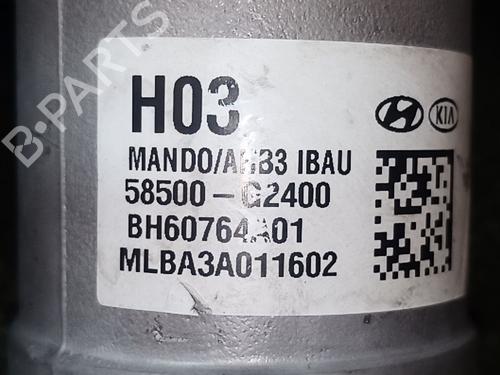 B-PARTS
H03
KIA
MANDO/AHB3 IBAU
58500-G2400
BH60764A01
MLBA3A011602